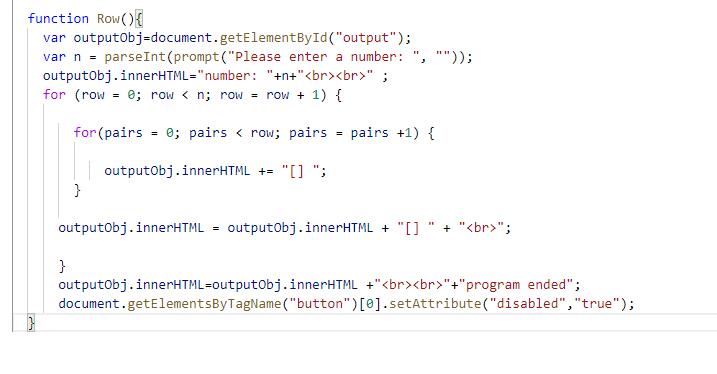 function Row(){
var outputObj=document.getElementById("output");
var n = parseInt(prompt("Please enter a number: ", ""));
outputObj.innerHTML="number: "+n+"<br><br>" ;
for (row = 0; row < n; row = row + 1) {
for(pairs = 0; pairs < row; pairs = pairs +1) {
outputObj.innerHTML += "[] ";
}
outputObj.innerHTML = outputObj.innerHTML + "[] " + "<br>";
}
outputObj.innerHTML=outputObj.innerHTML +"<br><br>"+"program ended";
document.getElementsByTagName("button")[0].setAttribute("disabled","true");
}